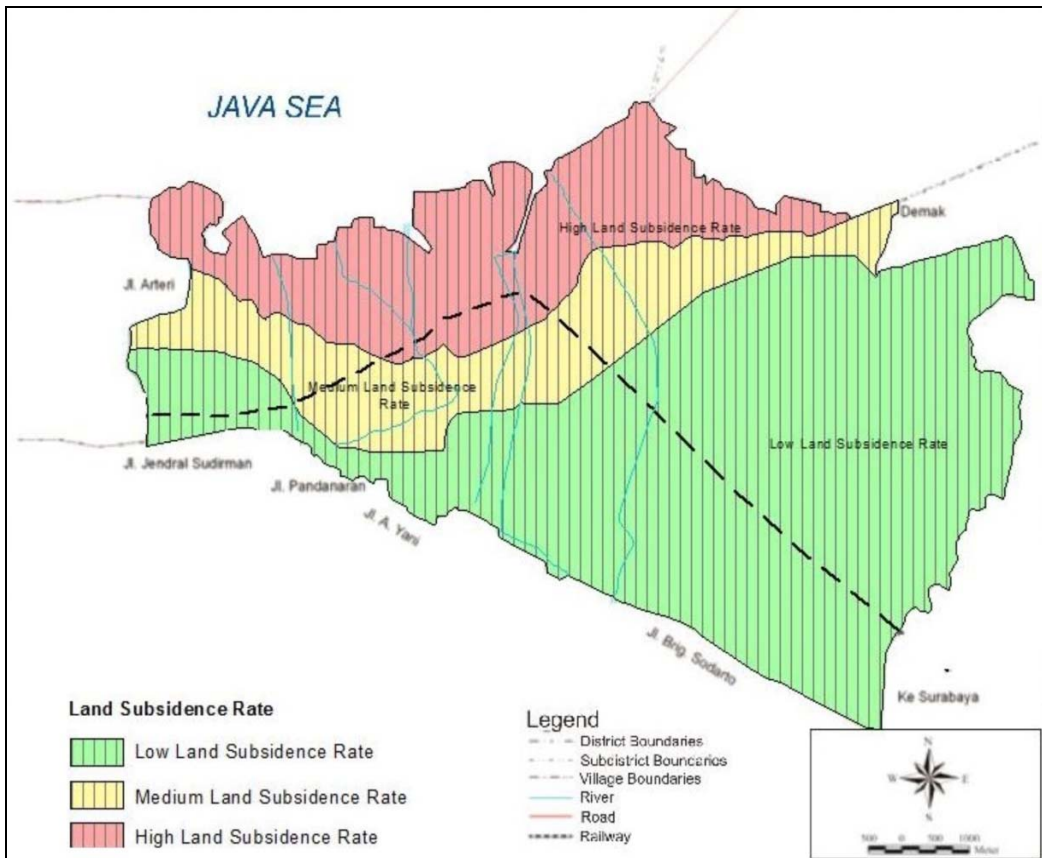 JAVA SEA
Demak
High Land Subsidence Rate
Jl. Arteri
Medium Land Subsidence
Rate
Low Land Subsidence Rate
Jl. Jendral Sudirman
Jl. Pandanaran
Jl. A. Yani
Jl. Brig. Sodarto
Ke Surabaya
Land Subsidence Rate
Low Land Subsidence Rate
Medium Land Subsidence Rate
High Land Subsidence Rate
Legend
District Boundaries
Subdistrict Boundaries
Village Boundaries
River
Road
Railway
N
W
E
S
500 0 500 1000
Meter